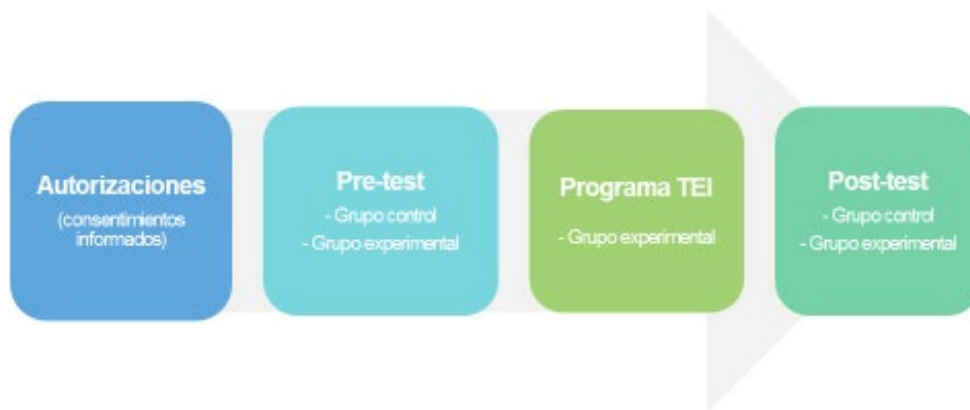 Autorizaciones
(consentimientos
informados)
Pre-test
- Grupo control
- Grupo experimental
Programa TEI
- Grupo experimental
Post-test
- Grupo control
- Grupo experimental